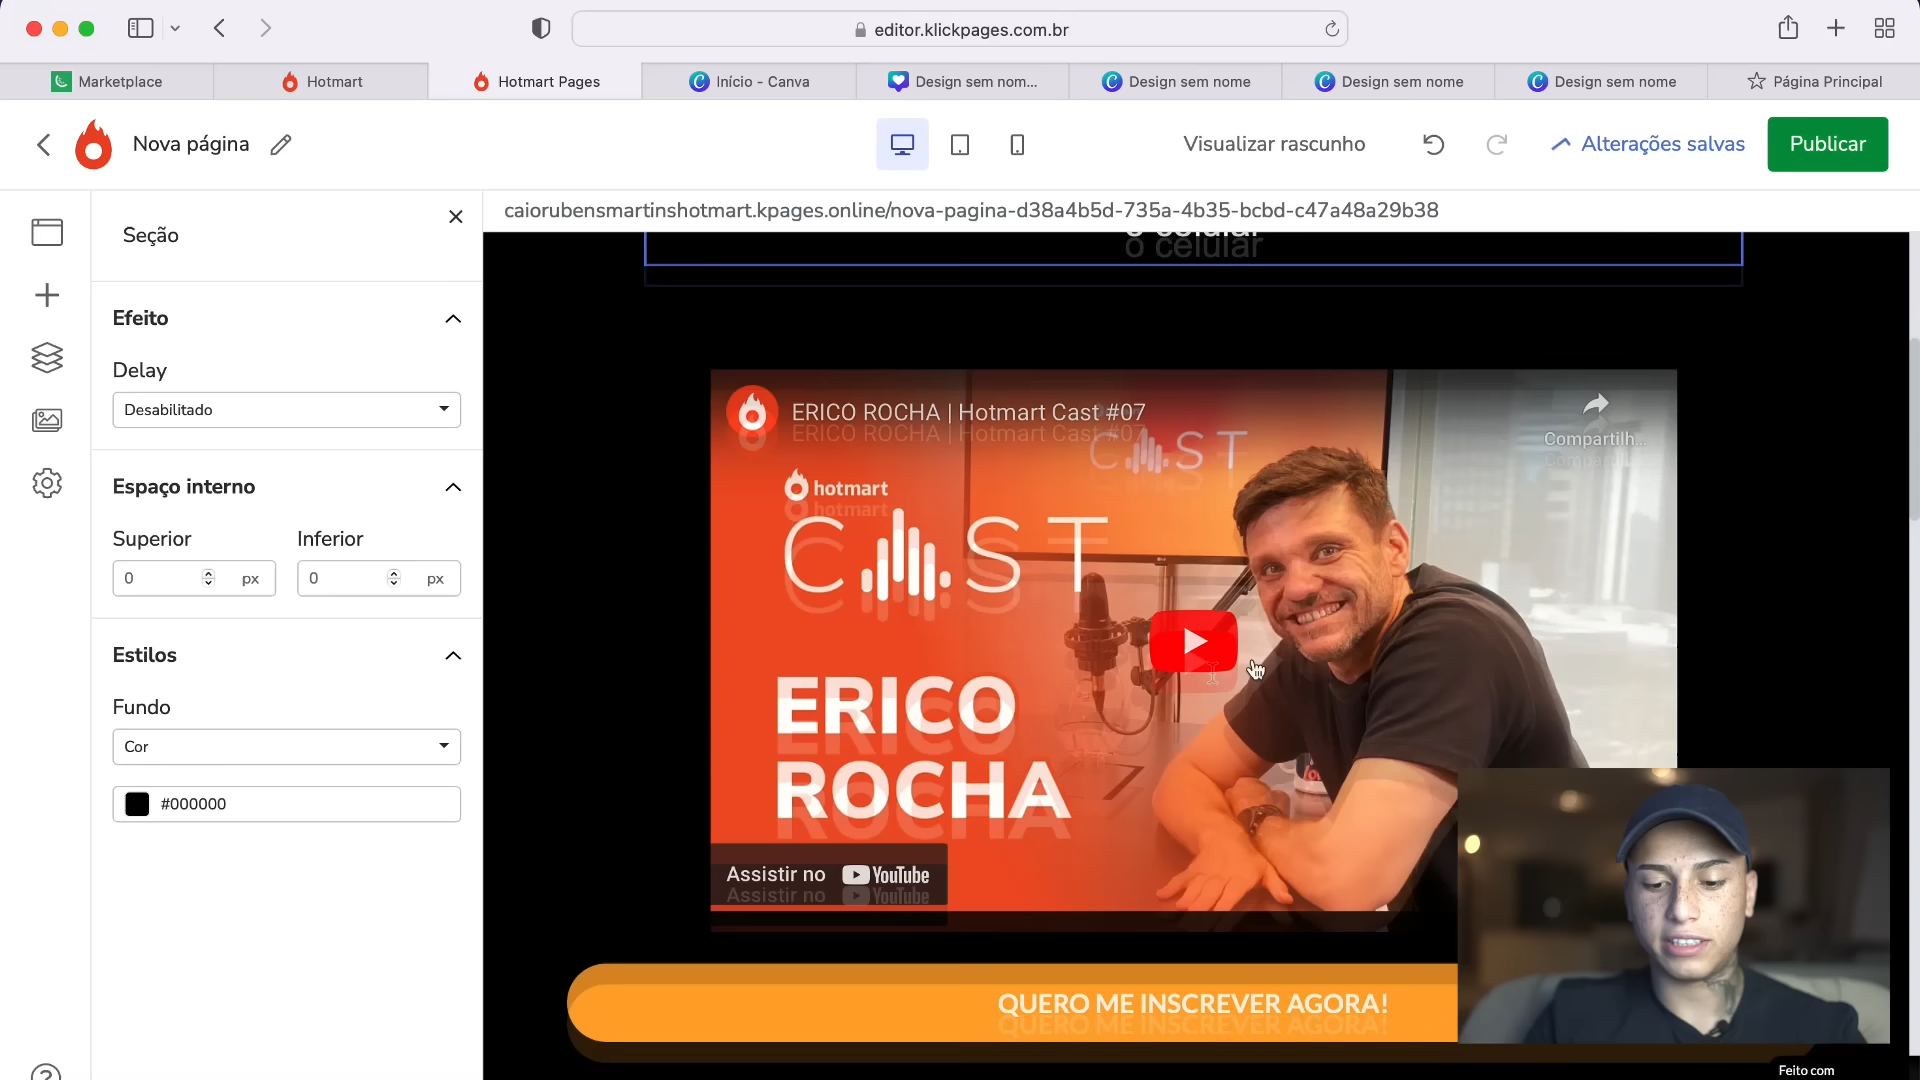 editor.klickpages.com.br
Marketplace
Hotmart
Hotmart Pages
Início - Canva
Design sem nom...
Design sem nome
Design sem nome
Design sem nome
Página Principal
Nova página
Visualizar rascunho
Alterações salvas
Publicar
caiorubensmartinshotmart.kpages.online/nova-pagina-d38a4b5d-735a-4b35-bcbd-c47a48a29b38
Seção
Efeito
Delay
Desabilitado
Espaço interno
Superior
Inferior
0 px
0 px
Estilos
Fundo
Cor
#000000
o celular
ERICO ROCHA | Hotmart Cast #07
Compartilh...
CAST
hotmart
CAST
ERICO
ROCHA
Assistir no YouTube
QUERO ME INSCREVER AGORA!
Feito com